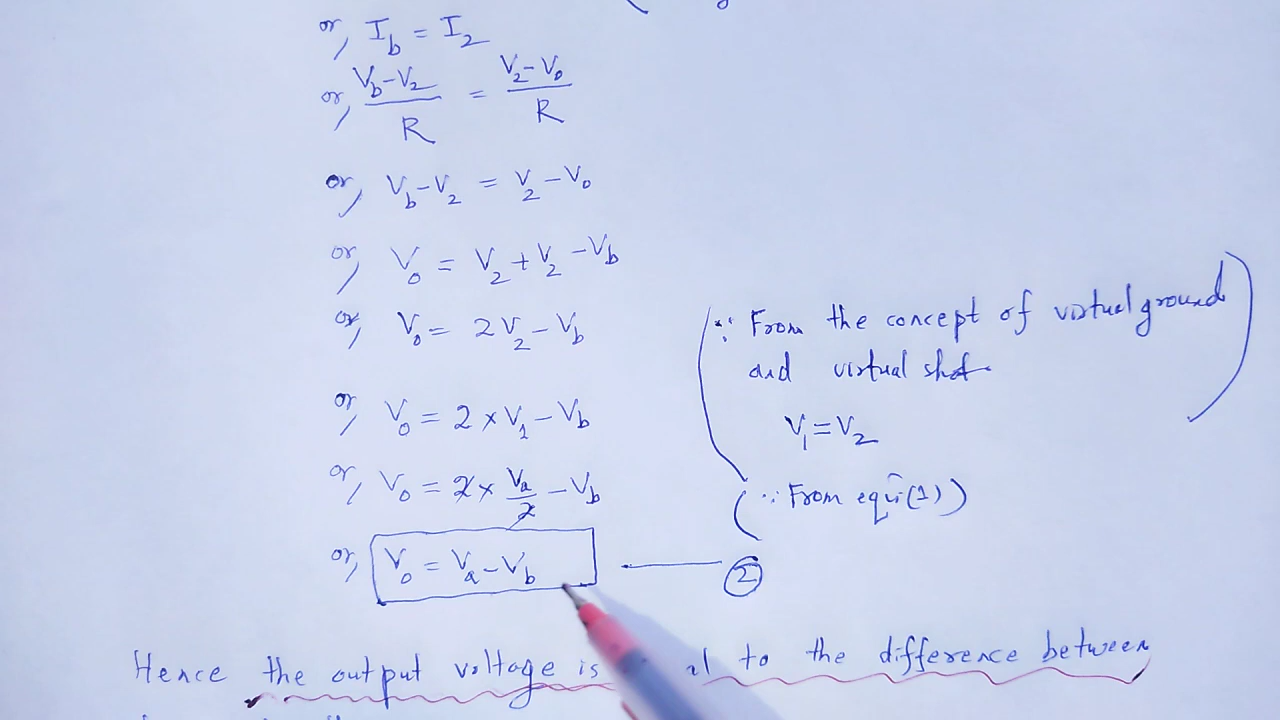 or, I_b = I_2
or, (V_b - V_2)/R = (V_2 - V_0)/R
or, V_b - V_2 = V_2 - V_0
or, V_0 = V_2 + V_2 - V_b
or, V_0 = 2V_2 - V_b
(∵ From the concept of virtual ground
and virtual short
V_1 = V_2
)
or, V_0 = 2 × V_1 - V_b
or, V_0 = 2 × V_a/2 - V_b
(∵ From equi(1))
or, V_0 = V_a - V_b —— ②
Hence the output voltage is to the difference between